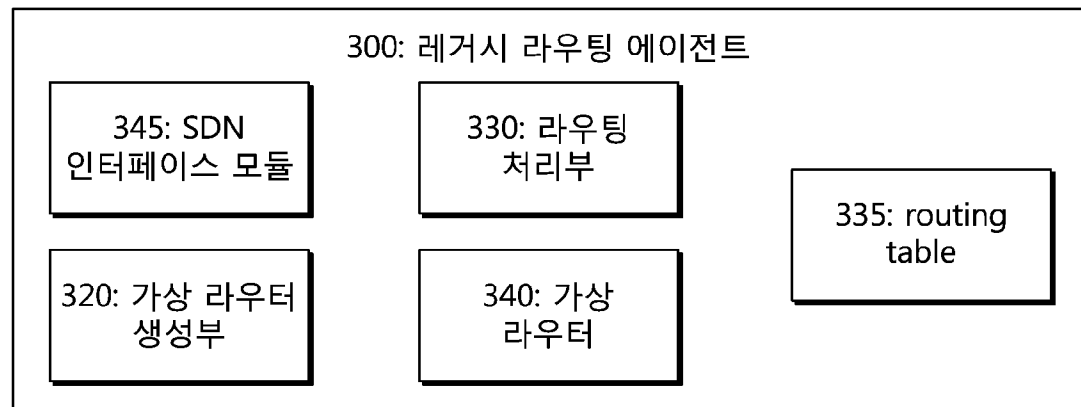 300: 레거시 라우팅 에이전트
345: SDN
인터페이스 모듈
330: 라우팅
처리부
335: routing
table
320: 가상 라우터
생성부
340: 가상
라우터